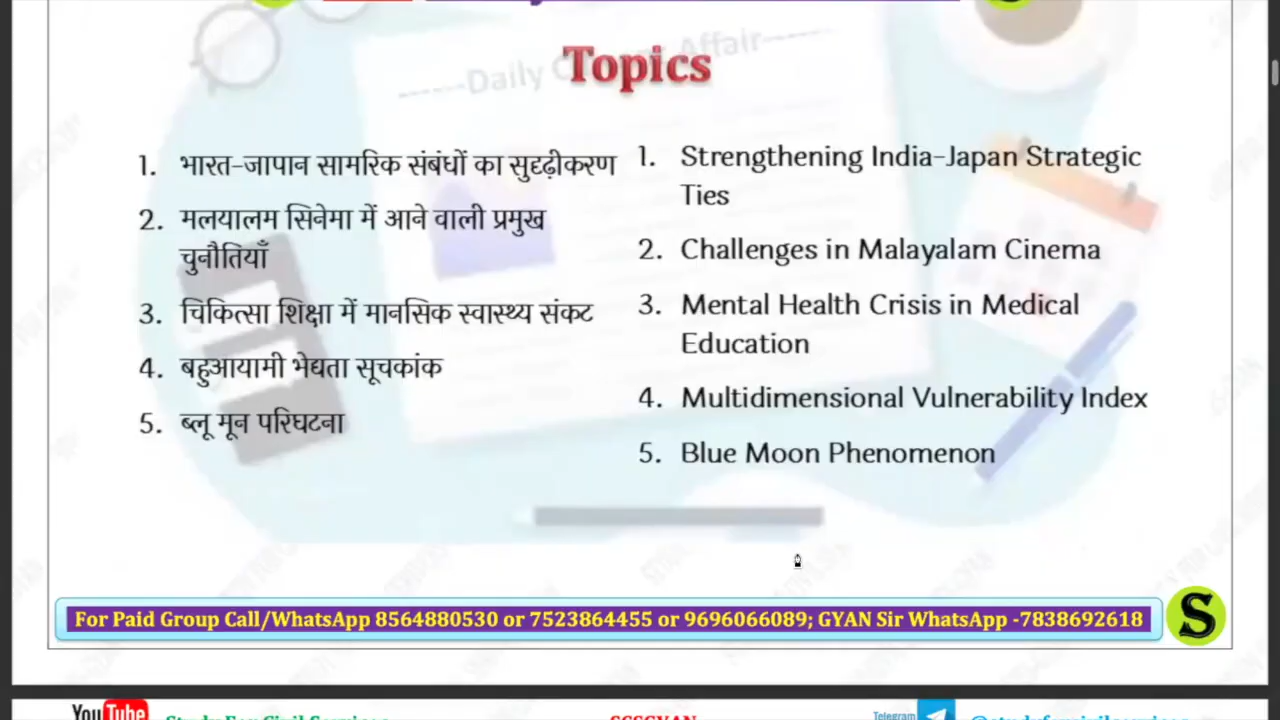 Daily C
Affair
Topics
1. भारत-जापान सामरिक संबंधों का सुदृढ़ीकरण
2. मलयालम सिनेमा में आने वाली प्रमुख
चुनौतियाँ
3. चिकित्सा शिक्षा में मानसिक स्वास्थ्य संकट
4. बहुआयामी भेद्यता सूचकांक
5. ब्लू मून परिघटना
1. Strengthening India-Japan Strategic
Ties
2. Challenges in Malayalam Cinema
3. Mental Health Crisis in Medical
Education
4. Multidimensional Vulnerability Index
5. Blue Moon Phenomenon
For Paid Group Call/WhatsApp 8564880530 or 7523864455 or 9696066089; GYAN Sir WhatsApp -7838692618
S
YouTube
Telegram